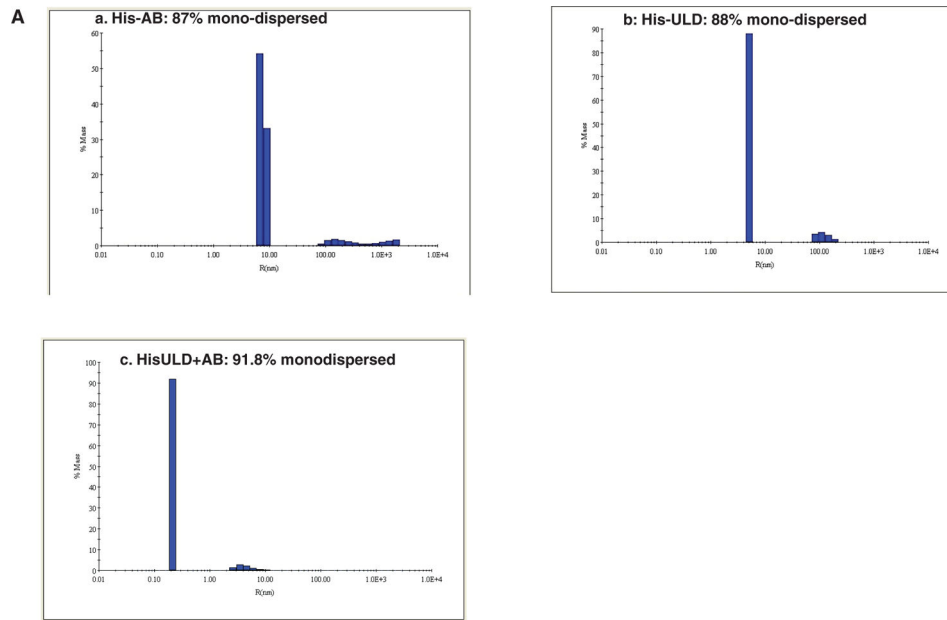 A
a. His-AB: 87% mono-dispersed
60
50
40
30
20
10
0
% Mass
0.01 0.10 1.00 10.00 100.00 1.0E+3 1.0E+4
R(nm)
b: His-ULD: 88% mono-dispersed
90
80
70
60
50
40
30
20
10
0
% Mass
0.01 0.10 1.00 10.00 100.00 1.0E+3 1.0E+4
R(nm)
c. HisULD+AB: 91.8% monodispersed
100
90
80
70
60
50
40
30
20
10
0
% Mass
0.01 0.10 1.00 10.00 100.00 1.0E+3 1.0E+4
R(nm)